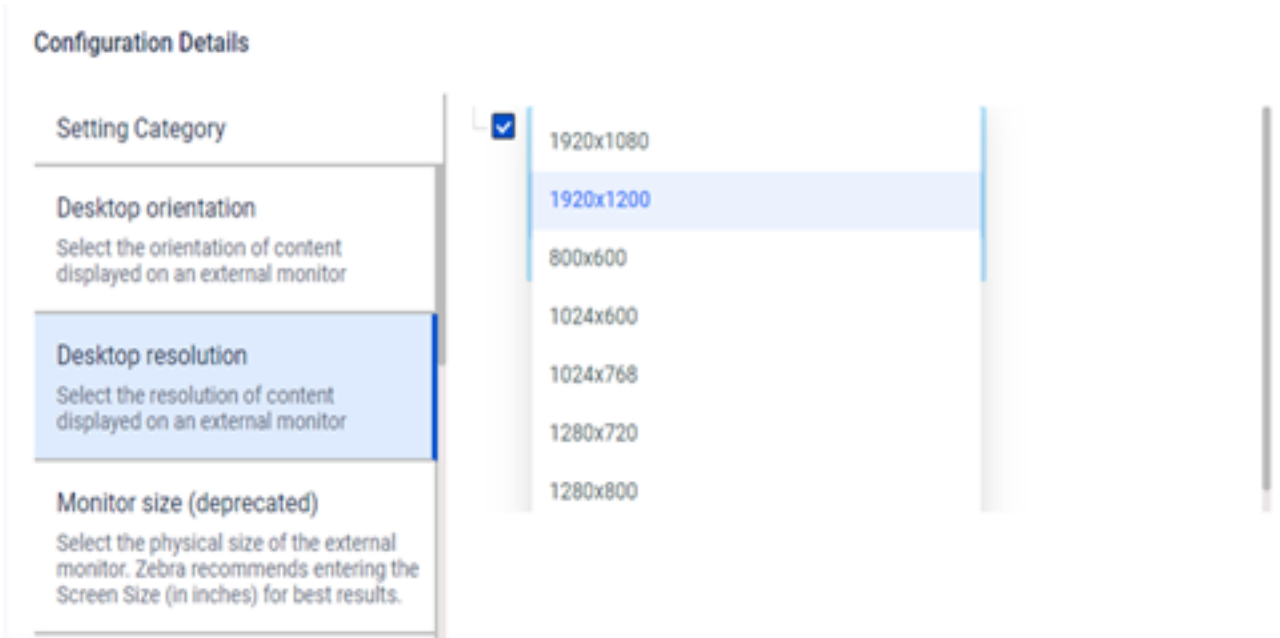 Configuration Details
Setting Category
Desktop orientation
Select the orientation of content
displayed on an external monitor
Desktop resolution
Select the resolution of content
displayed on an external monitor
Monitor size (deprecated)
Select the physical size of the external
monitor. Zebra recommends entering the
Screen Size (in inches) for best results.
1920x1080
1920x1200
800x600
1024x600
1024x768
1280x720
1280x800